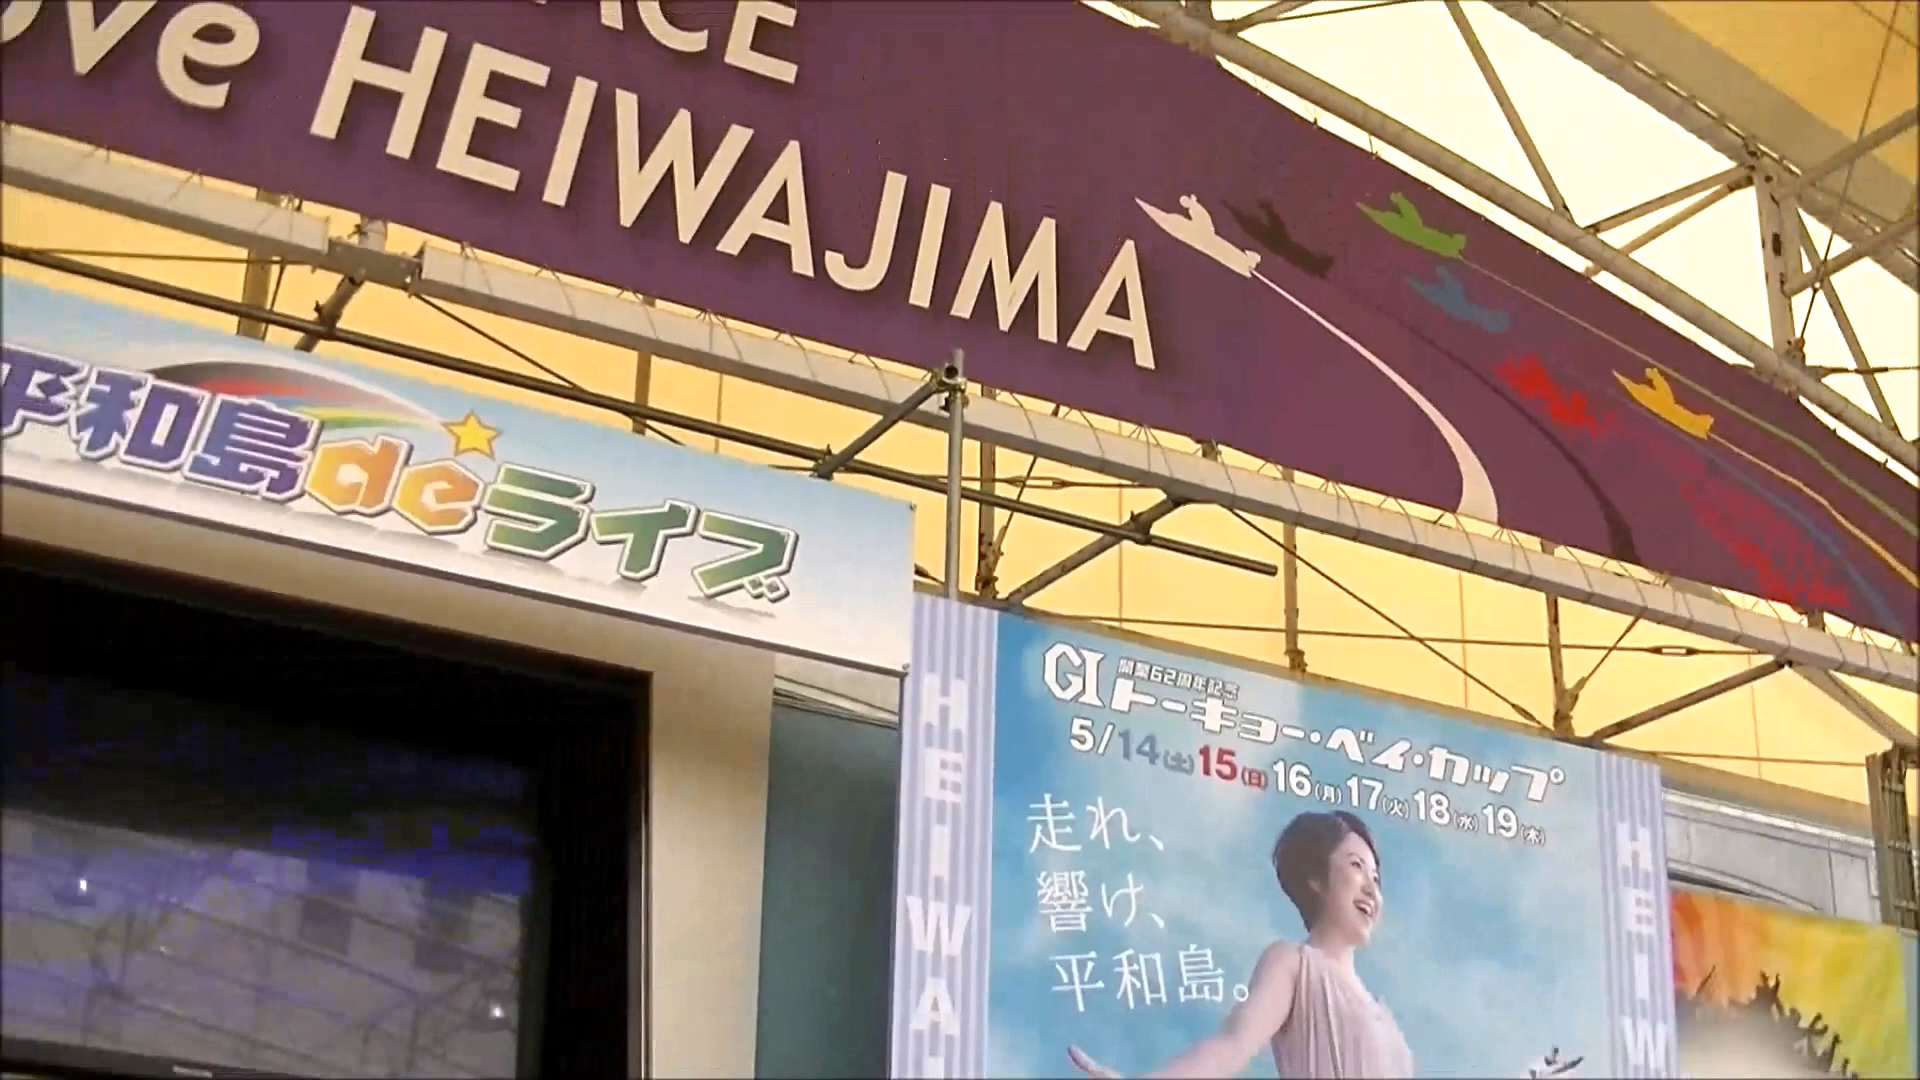 ACE
ove HEIWAJIMA
平和島deライブ
GI 開設62周年記念
トーキョー・ベイ・カップ
5/14(土)15(日)16(月)17(火)18(水)19(木)
走れ、
響け、
平和島。
HEIWA
HEIW